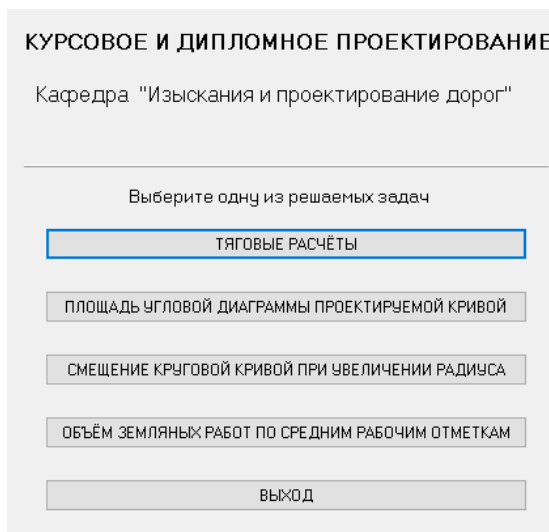 КУРСОВОЕ И ДИПЛОМНОЕ ПРОЕКТИРОВАНИЕ
Кафедра "Изыскания и проектирование дорог"
Выберите одну из решаемых задач
ТЯГОВЫЕ РАСЧЁТЫ
ПЛОЩАДЬ УГЛОВОЙ ДИАГРАММЫ ПРОЕКТИРУЕМОЙ КРИВОЙ
СМЕЩЕНИЕ КРУГОВОЙ КРИВОЙ ПРИ УВЕЛИЧЕНИИ РАДИУСА
ОБЪЁМ ЗЕМЛЯНЫХ РАБОТ ПО СРЕДНИМ РАБОЧИМ ОТМЕТКАМ
ВЫХОД